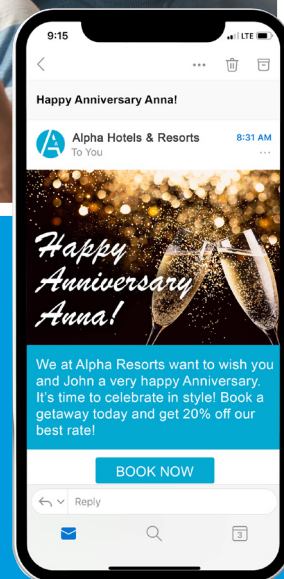 9:15
LTE
Happy Anniversary Anna!
Alpha Hotels & Resorts
8:31 AM
To You
Happy
Anniversary
Anna!
We at Alpha Resorts want to wish you
and John a very happy Anniversary.
It's time to celebrate in style! Book a
getaway today and get 20% off our
best rate!
BOOK NOW
Reply
3